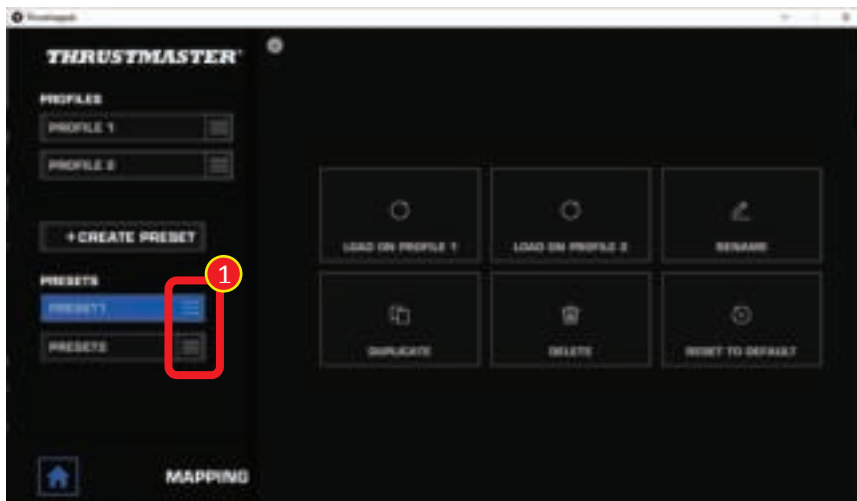 THRUSTMASTER®
PROFILES
PROFILE 1
PROFILE 2
+ CREATE PRESET
1
PRESETS
PRESET1
PRESET2
MAPPING
LOAD ON PROFILE 1
LOAD ON PROFILE 2
RENAME
DUPLICATE
DELETE
RESET TO DEFAULT